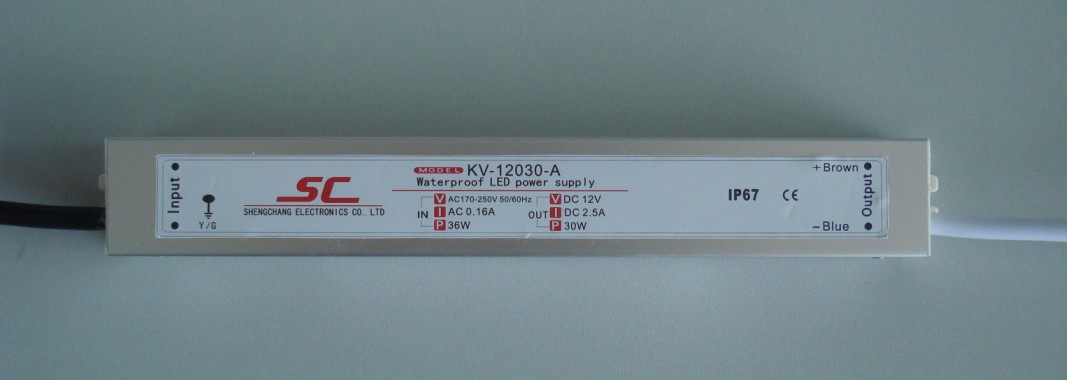 Input
Y/G
SC
SHENGCHANG ELECTRONICS CO.. LTD
MODEL KV-12030-A
Waterproof LED power supply
IN
V AC170-250V 50/60Hz
I AC 0.16A
P 36W
OUT
V DC 12V
I DC 2.5A
P 30W
IP67 CE
+Brown
-Blue
Output